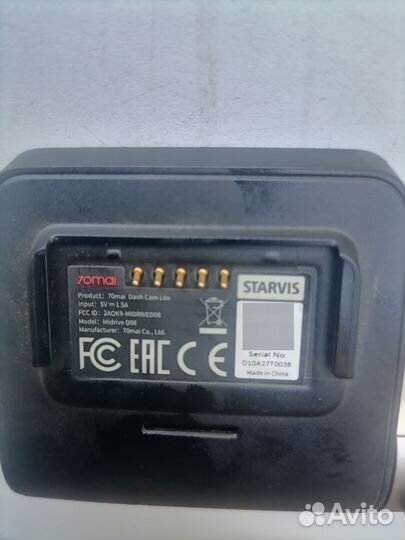 70mai
Product: 70mai Dash Cam Lite
Input: 5V⎓1.5A
FCC ID: 2AOK9-MIDRIVED08
Model: Midrive D08
Manufacturer: 70mai Co., Ltd.
FC EAC CE
STARVIS
Serial No
D10A27T0038
Made in China
Avito